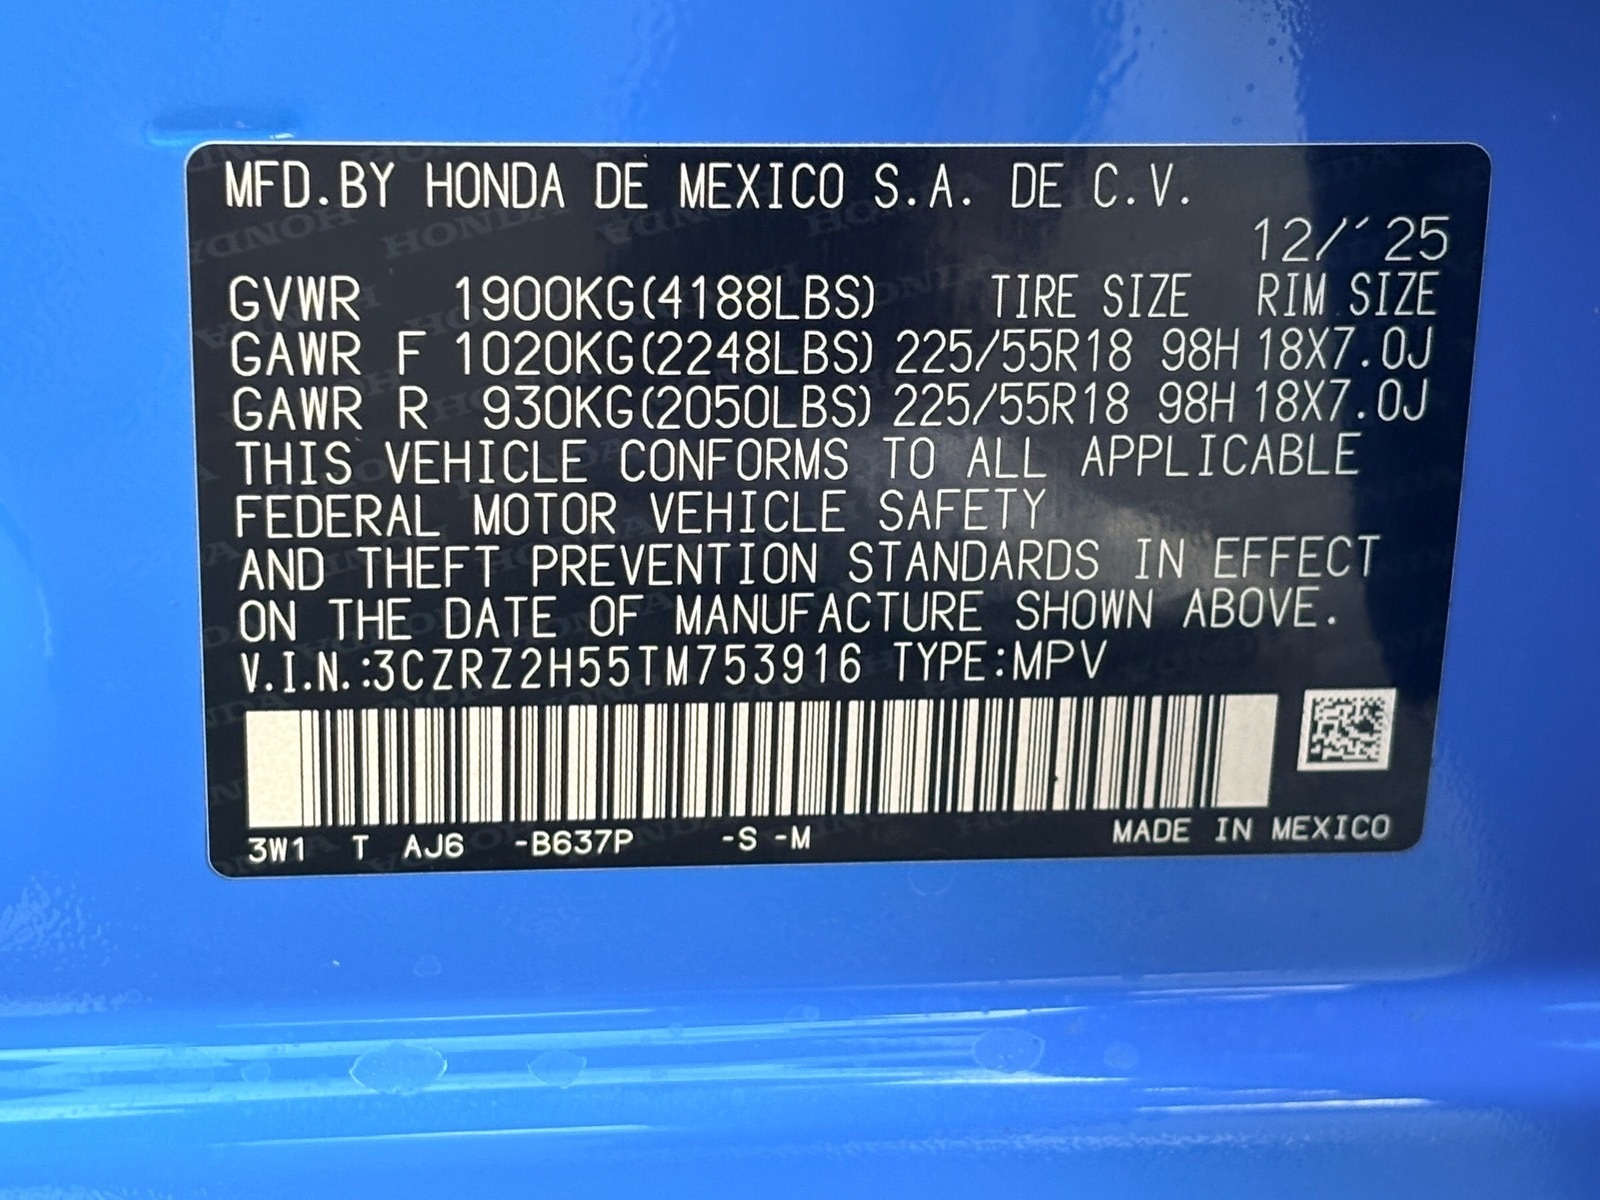 MFD.BY HONDA DE MEXICO S.A. DE C.V.
12/'25
GVWR 1900KG(4188LBS) TIRE SIZE RIM SIZE
GAWR F 1020KG(2248LBS) 225/55R18 98H 18X7.0J
GAWR R 930KG(2050LBS) 225/55R18 98H 18X7.0J
THIS VEHICLE CONFORMS TO ALL APPLICABLE
FEDERAL MOTOR VEHICLE SAFETY
AND THEFT PREVENTION STANDARDS IN EFFECT
ON THE DATE OF MANUFACTURE SHOWN ABOVE.
V.I.N.:3CZRZ2H55TM753916 TYPE:MPV
3W1 T AJ6 -B637P -S -M MADE IN MEXICO